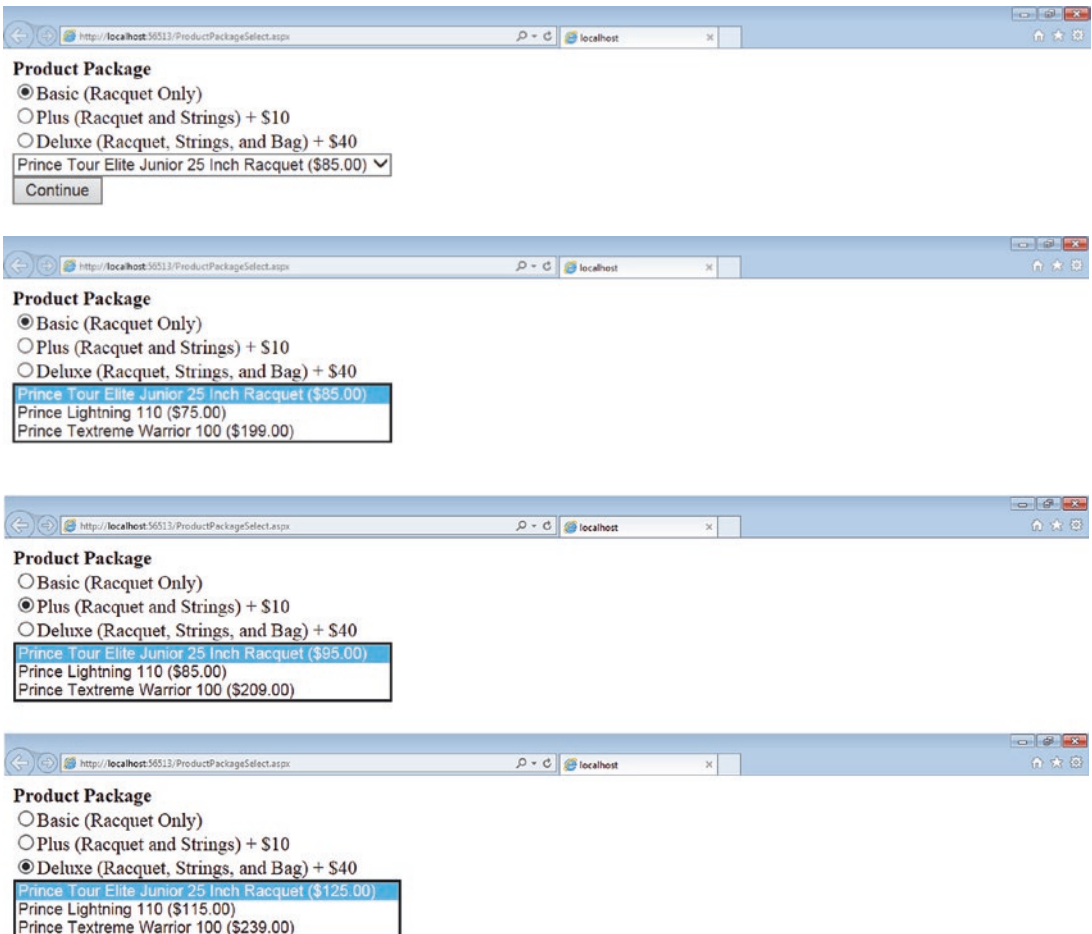 http://localhost:56513/ProductPackageSelect.aspx
localhost
Product Package
Basic (Racquet Only)
Plus (Racquet and Strings) + $10
Deluxe (Racquet, Strings, and Bag) + $40
Prince Tour Elite Junior 25 Inch Racquet ($85.00)
Continue
http://localhost:56513/ProductPackageSelect.aspx
localhost
Product Package
Basic (Racquet Only)
Plus (Racquet and Strings) + $10
Deluxe (Racquet, Strings, and Bag) + $40
Prince Tour Elite Junior 25 Inch Racquet ($85.00)
Prince Lightning 110 ($75.00)
Prince Textreme Warrior 100 ($199.00)
http://localhost:56513/ProductPackageSelect.aspx
localhost
Product Package
Basic (Racquet Only)
Plus (Racquet and Strings) + $10
Deluxe (Racquet, Strings, and Bag) + $40
Prince Tour Elite Junior 25 Inch Racquet ($95.00)
Prince Lightning 110 ($85.00)
Prince Textreme Warrior 100 ($209.00)
http://localhost:56513/ProductPackageSelect.aspx
localhost
Product Package
Basic (Racquet Only)
Plus (Racquet and Strings) + $10
Deluxe (Racquet, Strings, and Bag) + $40
Prince Tour Elite Junior 25 Inch Racquet ($125.00)
Prince Lightning 110 ($115.00)
Prince Textreme Warrior 100 ($239.00)